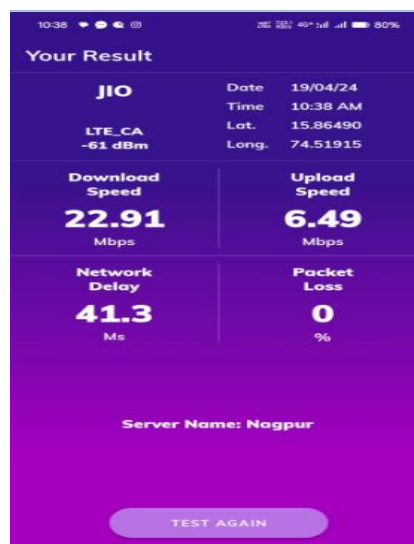 10:38 80%
Your Result
JIO
LTE_CA
-61 dBm
Date 19/04/24
Time 10:38 AM
Lat. 15.86490
Long. 74.51915
Download Speed
22.91
Mbps
Upload Speed
6.49
Mbps
Network Delay
41.3
Ms
Packet Loss
0
%
Server Name: Nagpur
TEST AGAIN